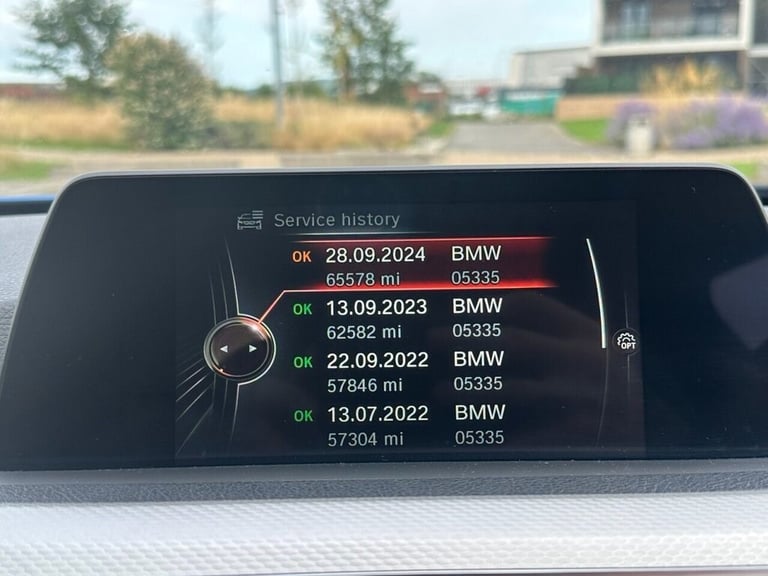 Service history
OK 28.09.2024 BMW
65578 mi 05335
OK 13.09.2023 BMW
62582 mi 05335
OK 22.09.2022 BMW
57846 mi 05335
OK 13.07.2022 BMW
57304 mi 05335
OPT